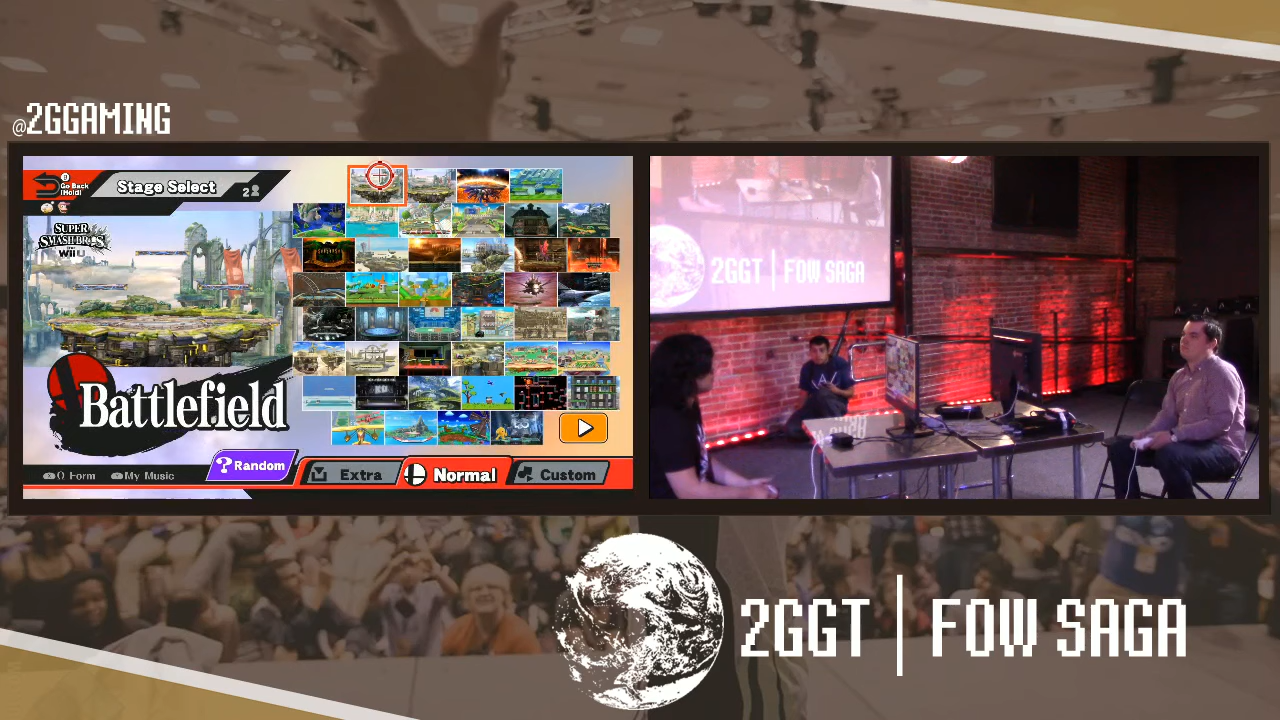 @2GGAMING
Go Back
(Hold)
Stage Select
2
SUPER
SMASH BROS.
Wii U
Battlefield
Form
My Music
? Random
Extra
Normal
Custom
2GGT | FOW SAGA
2GGT | FOW SAGA